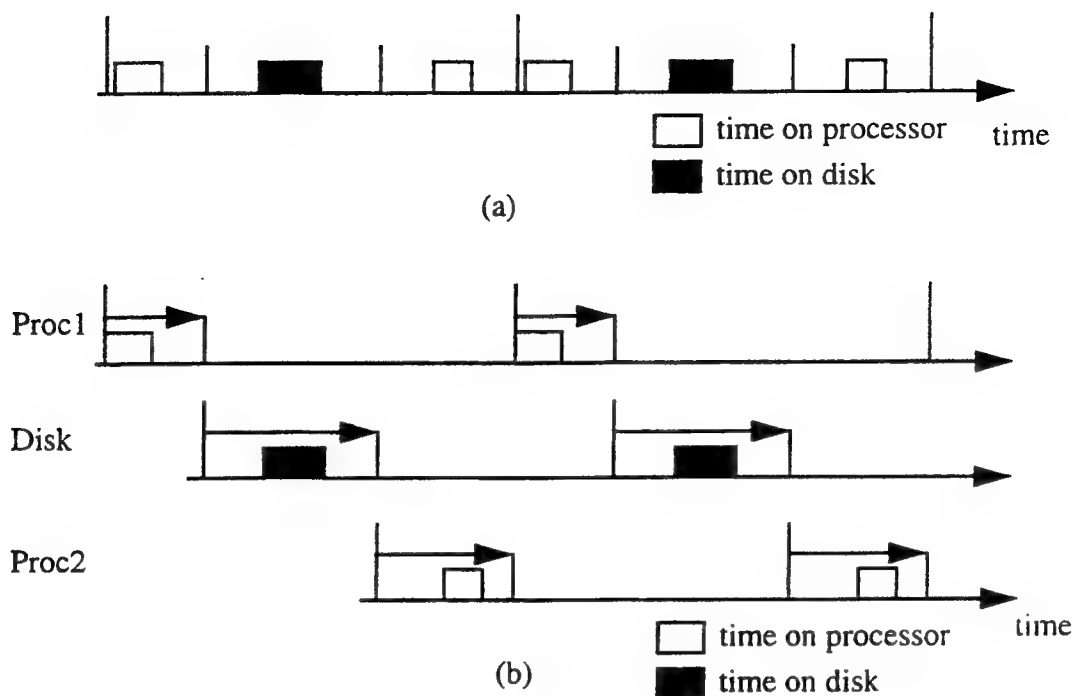 time on processor
time
time on disk
(a)
Proc1
Disk
Proc2
time on processor
time
time on disk
(b)